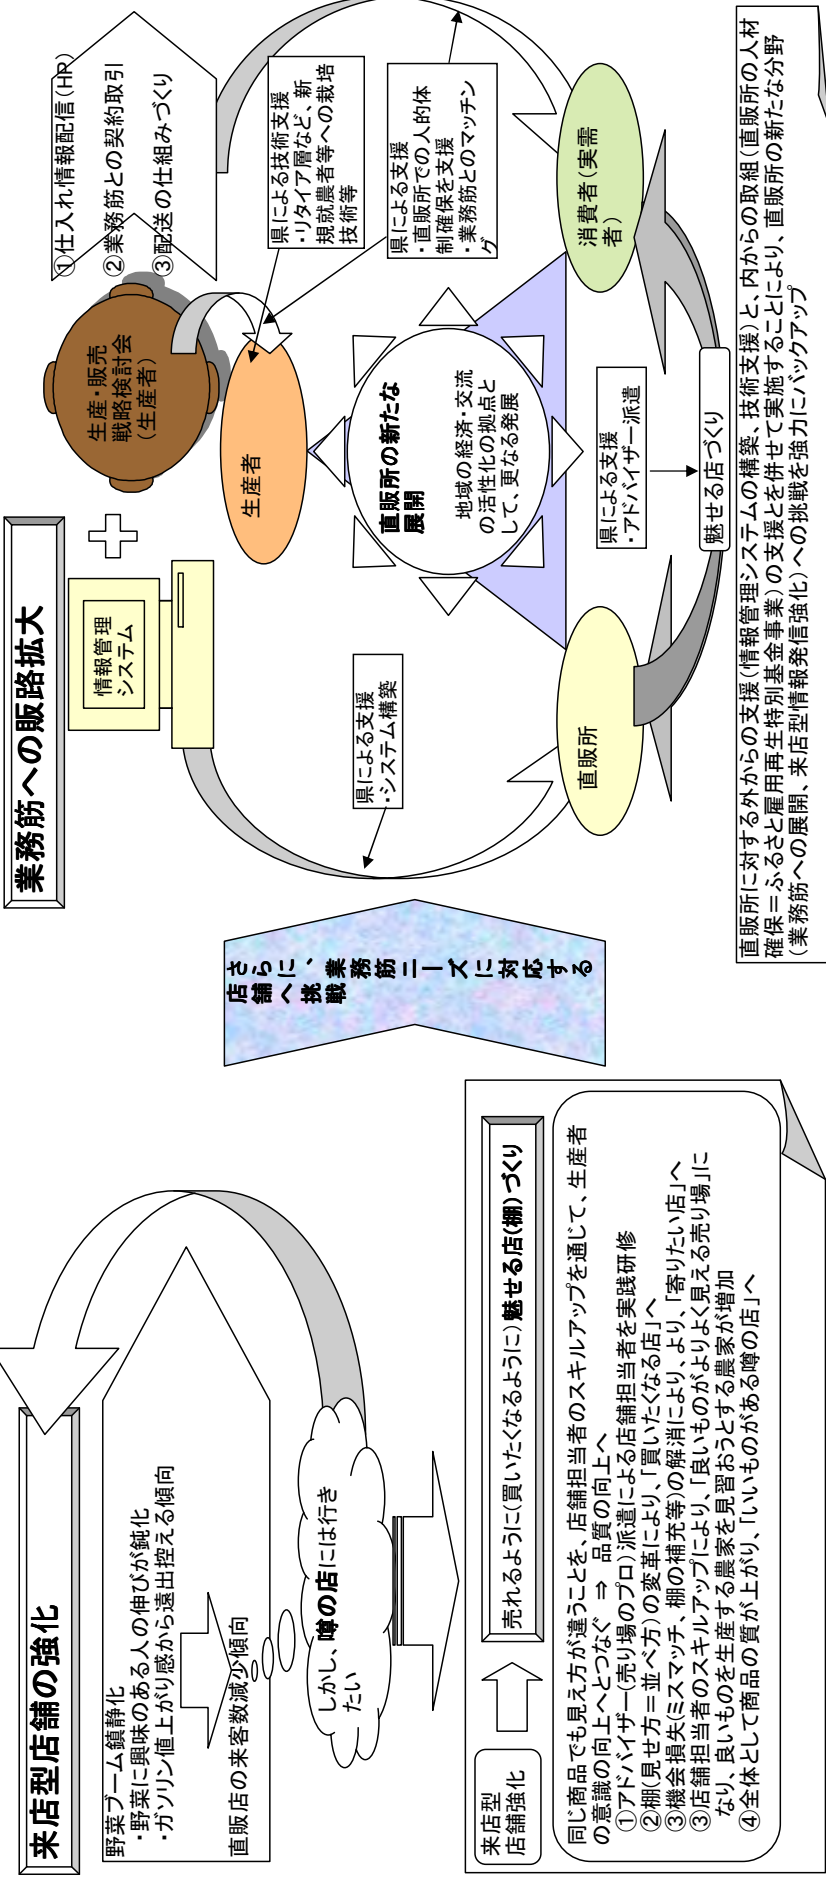 来店型店舗の強化
野菜ブーム鎮静化
・野菜に興味のある人の伸びが鈍化
・ガソリン値上がり感から遠出控える傾向
直販店の来客数減少傾向
しかし、噂の店には行き
たい
来店型
店舗強化
売れるように(買いたくなるように)魅せる店(棚)づくり
同じ商品でも見え方が違うことを、店舗担当者のスキルアップを通じて、生産者
の意識の向上へとつなぐ ⇒ 品質の向上へ
①アドバイザー(売り場のプロ)派遣による店舗担当者を実践研修
②棚(見せ方＝並べ方)の変革により、「買いたくなる店」へ
③機会損失(ミスマッチ、棚の補充等)の解消により、より、「寄りたい店」へ
③店舗担当者のスキルアップにより、「良いものがよりよく見える売り場」に
なり、良いものを生産する農家を見習おうとする農家が増加
④全体として商品の質が上がり、「いいものがある噂の店」へ
さらに、業務筋ニーズに対応する
店舗へ挑戦
業務筋への販路拡大
情報管理
システム
生産・販売
戦略検討会
(生産者)
①仕入れ情報配信(HP)
②業務筋との契約取引
③配送の仕組みづくり
生産者
県による技術支援
・リタイア層など、新
規就農者等への栽培
技術等
県による支援
・システム構築
直販所の新たな
展開
地域の経済・交流
の活性化の拠点と
して、更なる発展
県による支援
・直販所での人的体
制確保を支援
・業務筋とのマッチン
グ
直販所
消費者(実需
者)
県による支援
・アドバイザー派遣
魅せる店づくり
直販所に対する外からの支援(情報管理システムの構築、技術支援)と、内からの取組(直販所の人材
確保＝ふるさと雇用再生特別基金事業)の支援とを併せて実施することにより、直販所の新たな分野
(業務筋への展開、来店型情報発信強化)への挑戦を強力にバックアップ